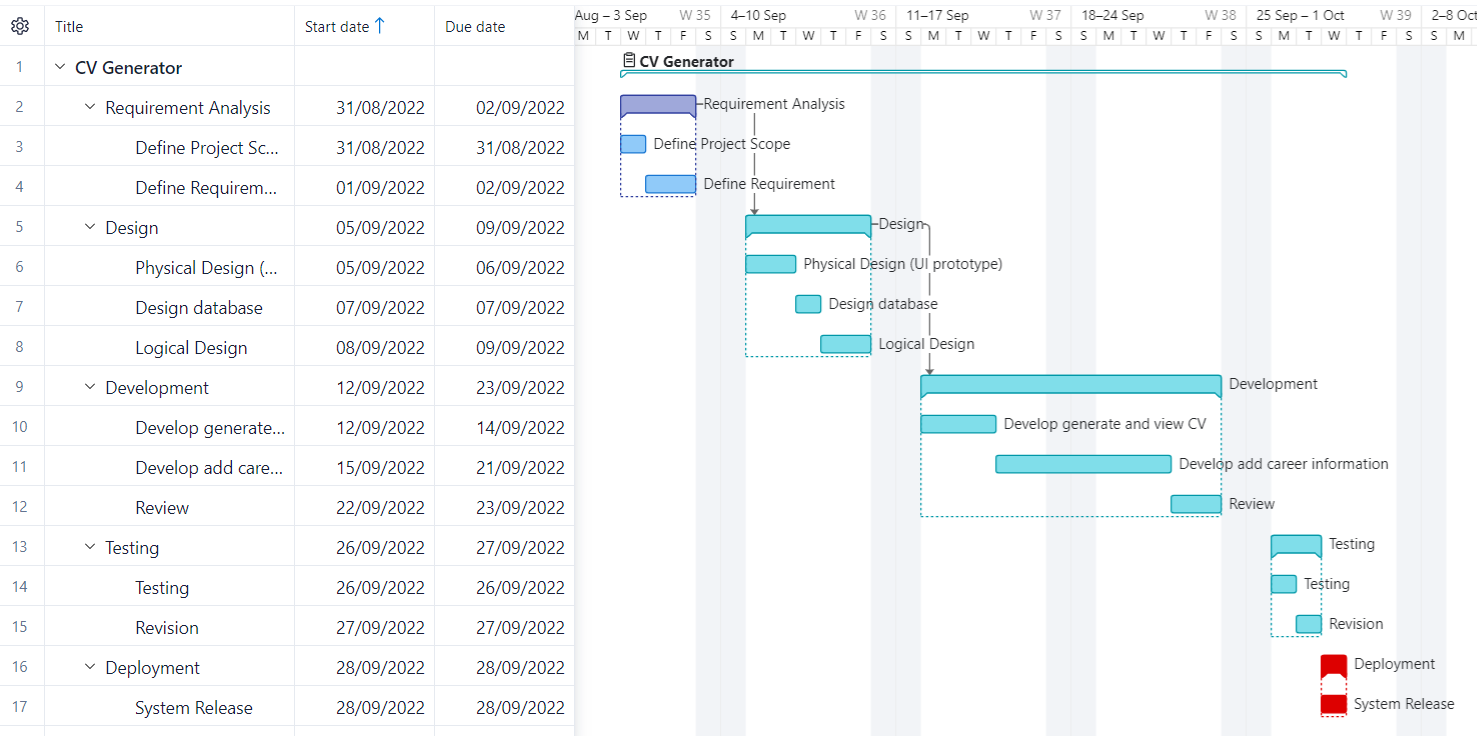 Title Start date Due date
Aug – 3 Sep W 35 4–10 Sep W 36 11–17 Sep W 37 18–24 Sep W 38 25 Sep – 1 Oct W 39 2–8 Oct
M T W T F S S M T W T F S S M T W T F S S M T W T F S S M T W T F S S M
1 CV Generator
CV Generator
2 Requirement Analysis 31/08/2022 02/09/2022
Requirement Analysis
3 Define Project Sc... 31/08/2022 31/08/2022
Define Project Scope
4 Define Requirem... 01/09/2022 02/09/2022
Define Requirement
5 Design 05/09/2022 09/09/2022
Design
6 Physical Design (... 05/09/2022 06/09/2022
Physical Design (UI prototype)
7 Design database 07/09/2022 07/09/2022
Design database
8 Logical Design 08/09/2022 09/09/2022
Logical Design
9 Development 12/09/2022 23/09/2022
Development
10 Develop generate... 12/09/2022 14/09/2022
Develop generate and view CV
11 Develop add care... 15/09/2022 21/09/2022
Develop add career information
12 Review 22/09/2022 23/09/2022
Review
13 Testing 26/09/2022 27/09/2022
Testing
14 Testing 26/09/2022 26/09/2022
Testing
15 Revision 27/09/2022 27/09/2022
Revision
16 Deployment 28/09/2022 28/09/2022
Deployment
17 System Release 28/09/2022 28/09/2022
System Release